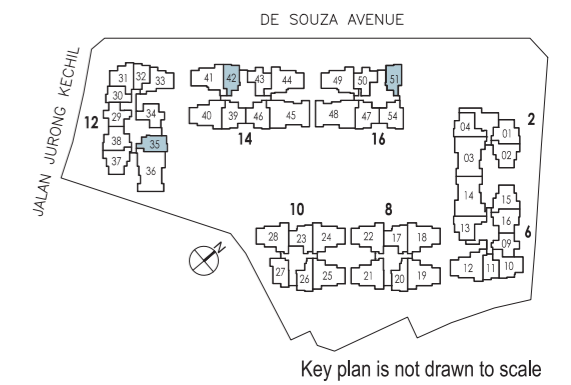 DE SOUZA AVENUE
JALAN JURONG KECHIL
31 32 33
30
29
34
12
38
35
37
36
41 42 43 44
40 39 46 45
14
49 50 51
48 47 54
16
2
04
01
03
02
14
15
16
13
6
09
12 11 10
10
28 23 24
27 26 25
8
22 17 18
21 20 19
N
Key plan is not drawn to scale